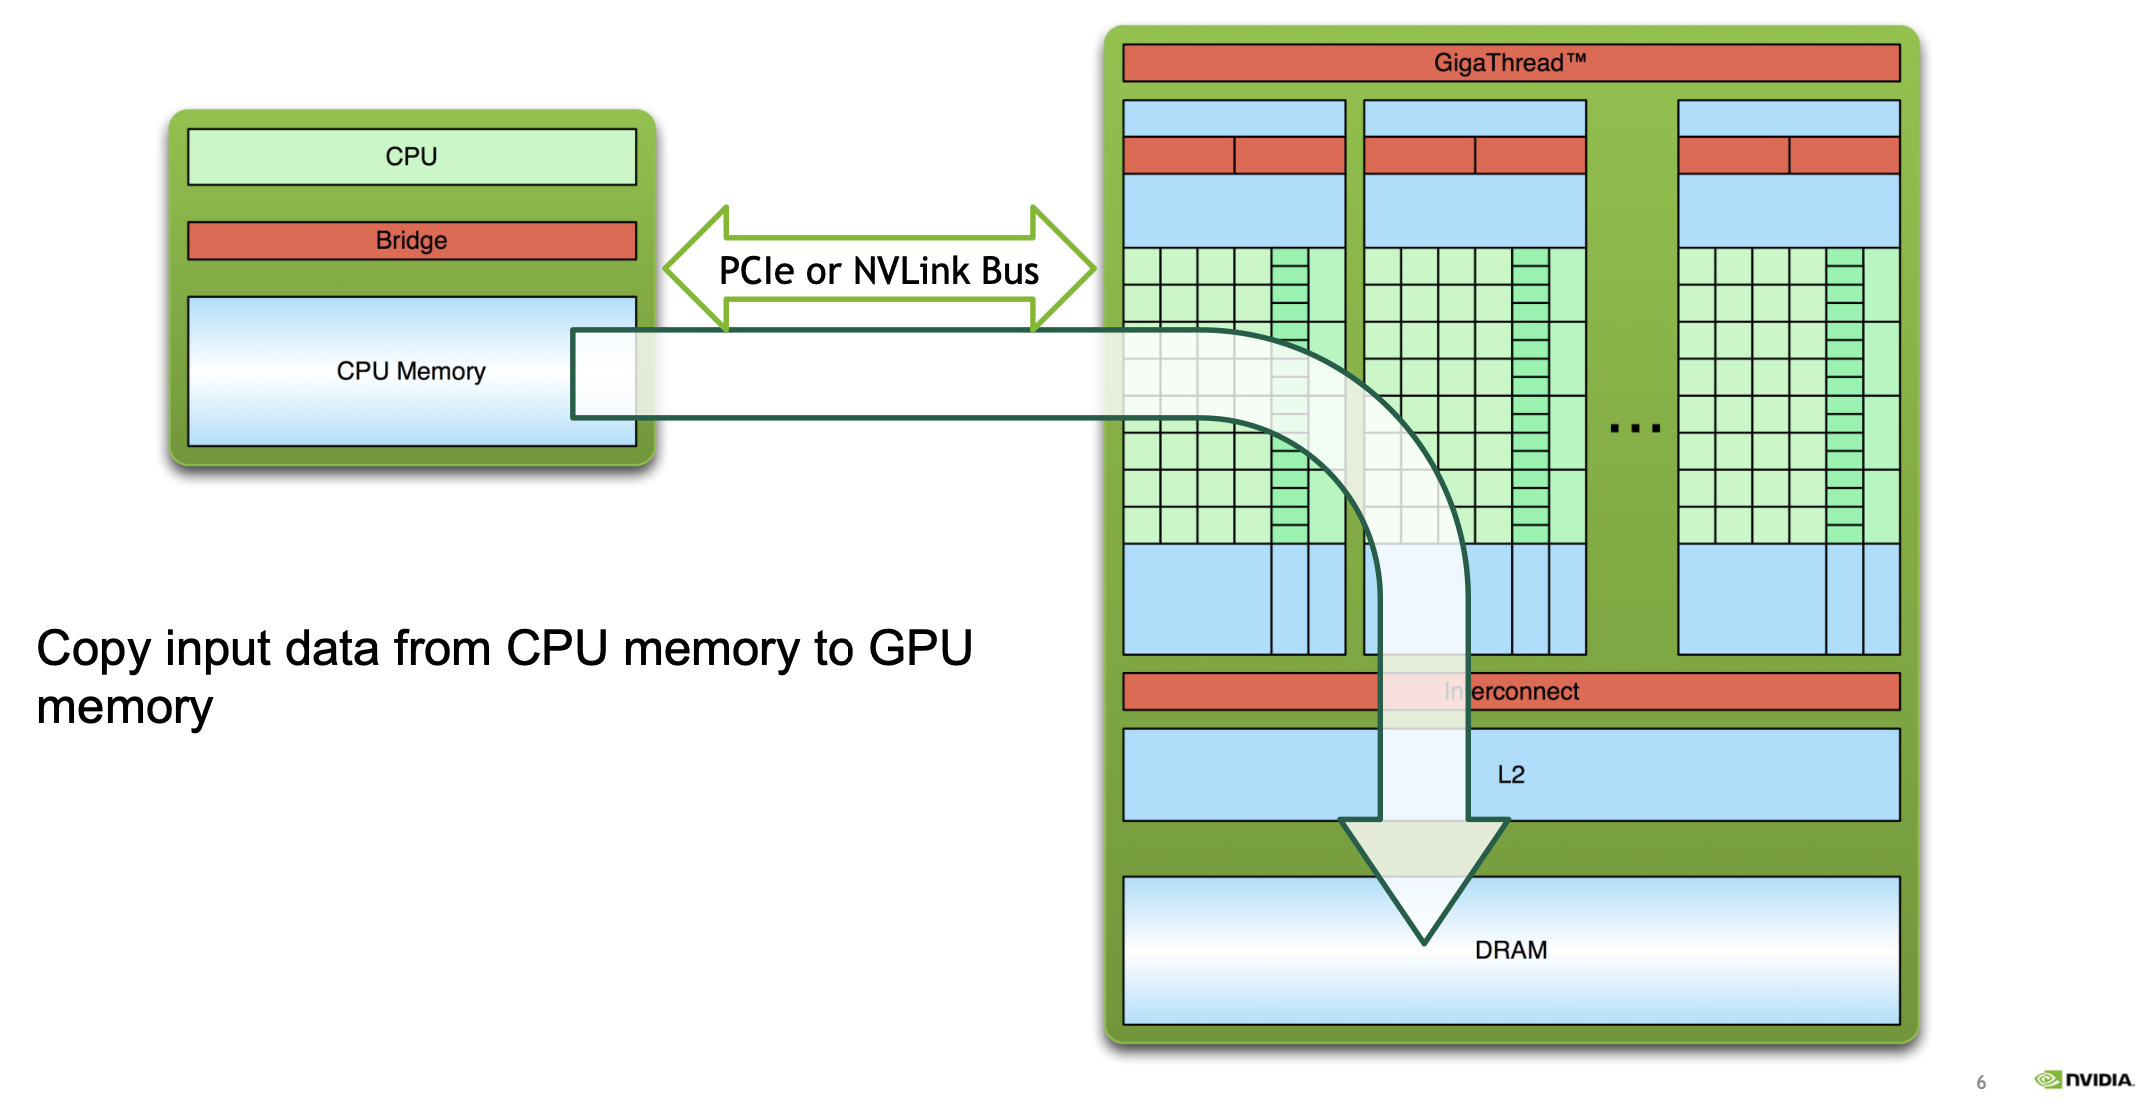 GigaThread™
CPU
Bridge
PCIe or NVLink Bus
CPU Memory
...
Copy input data from CPU memory to GPU
memory
Interconnect
L2
DRAM
6
NVIDIA.